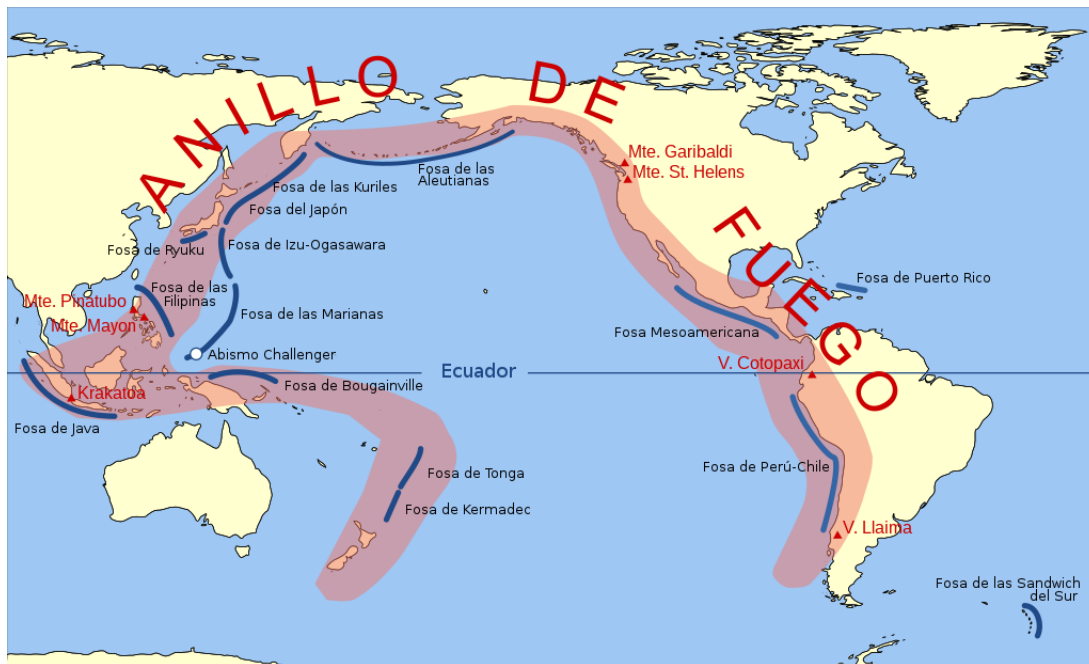 ANILLO DE FUEGO
Mte. Garibaldi
Mte. St. Helens
Fosa de las
Aleutianas
Fosa de las Kuriles
Fosa del Japón
Fosa de Ryuku
Fosa de Izu-Ogasawara
Fosa de las
Filipinas
Fosa de Puerto Rico
Mte. Pinatubo
Mte. Mayon
Fosa de las Marianas
Fosa Mesoamericana
Abismo Challenger
Ecuador
V. Cotopaxi
Krakatoa
Fosa de Bougainville
Fosa de Java
Fosa de Tonga
Fosa de Perú-Chile
Fosa de Kermadec
V. Llaima
Fosa de las Sandwich
del Sur